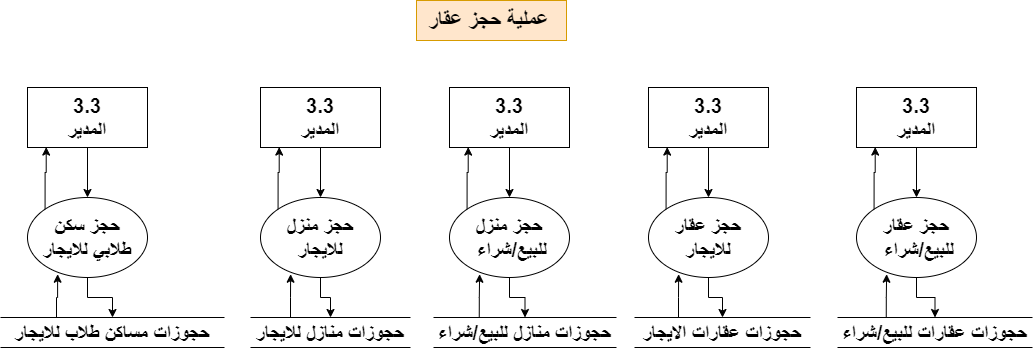 عملية حجز عقار
3.3
المدير
3.3
المدير
3.3
المدير
3.3
المدير
3.3
المدير
حجز عقار
للبيع/شراء
حجز عقار
للايجار
حجز منزل
للبيع/شراء
حجز منزل
للايجار
حجز سكن
طلابي للايجار
حجوزات عقارات للبيع/شراء
حجوزات عقارات الايجار
حجوزات منازل للبيع/شراء
حجوزات منازل للايجار
حجوزات مساكن طلاب للايجار